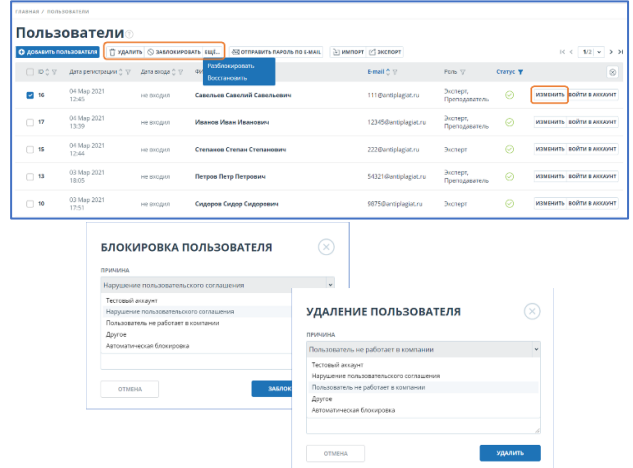 ГЛАВНАЯ / ПОЛЬЗОВАТЕЛИ
Пользователи
ДОБАВИТЬ ПОЛЬЗОВАТЕЛЯ УДАЛИТЬ ЗАБЛОКИРОВАТЬ ЕЩЁ... ОТПРАВИТЬ ПАРОЛЬ ПО E-MAIL ИМПОРТ ЭКСПОРТ 1/2
Разблокировать
Восстановить
ID Дата регистрации Дата входа E-mail Роль Статус
16 04 Мар 2021 12:45 не входил Савельев Савелий Савельевич 111@antiplagiat.ru Эксперт, Преподаватель ИЗМЕНИТЬ ВОЙТИ В АККАУНТ
17 04 Мар 2021 13:39 не входил Иванов Иван Иванович 12345@antiplagiat.ru Эксперт, Преподаватель ИЗМЕНИТЬ ВОЙТИ В АККАУНТ
15 04 Мар 2021 12:44 не входил Степанов Степан Степанович 222@antiplagiat.ru Эксперт ИЗМЕНИТЬ ВОЙТИ В АККАУНТ
13 03 Мар 2021 18:05 не входил Петров Петр Петрович 54321@antiplagiat.ru Эксперт, Преподаватель ИЗМЕНИТЬ ВОЙТИ В АККАУНТ
10 03 Мар 2021 17:51 не входил Сидоров Сидор Сидорович 9875@antiplagiat.ru Эксперт ИЗМЕНИТЬ ВОЙТИ В АККАУНТ
БЛОКИРОВКА ПОЛЬЗОВАТЕЛЯ
ПРИЧИНА
Нарушение пользовательского соглашения
Тестовый аккаунт
Нарушение пользовательского соглашения
Пользователь не работает в компании
Другое
Автоматическая блокировка
ОТМЕНА ЗАБЛОК
УДАЛЕНИЕ ПОЛЬЗОВАТЕЛЯ
ПРИЧИНА
Пользователь не работает в компании
Тестовый аккаунт
Нарушение пользовательского соглашения
Пользователь не работает в компании
Другое
Автоматическая блокировка
ОТМЕНА УДАЛИТЬ